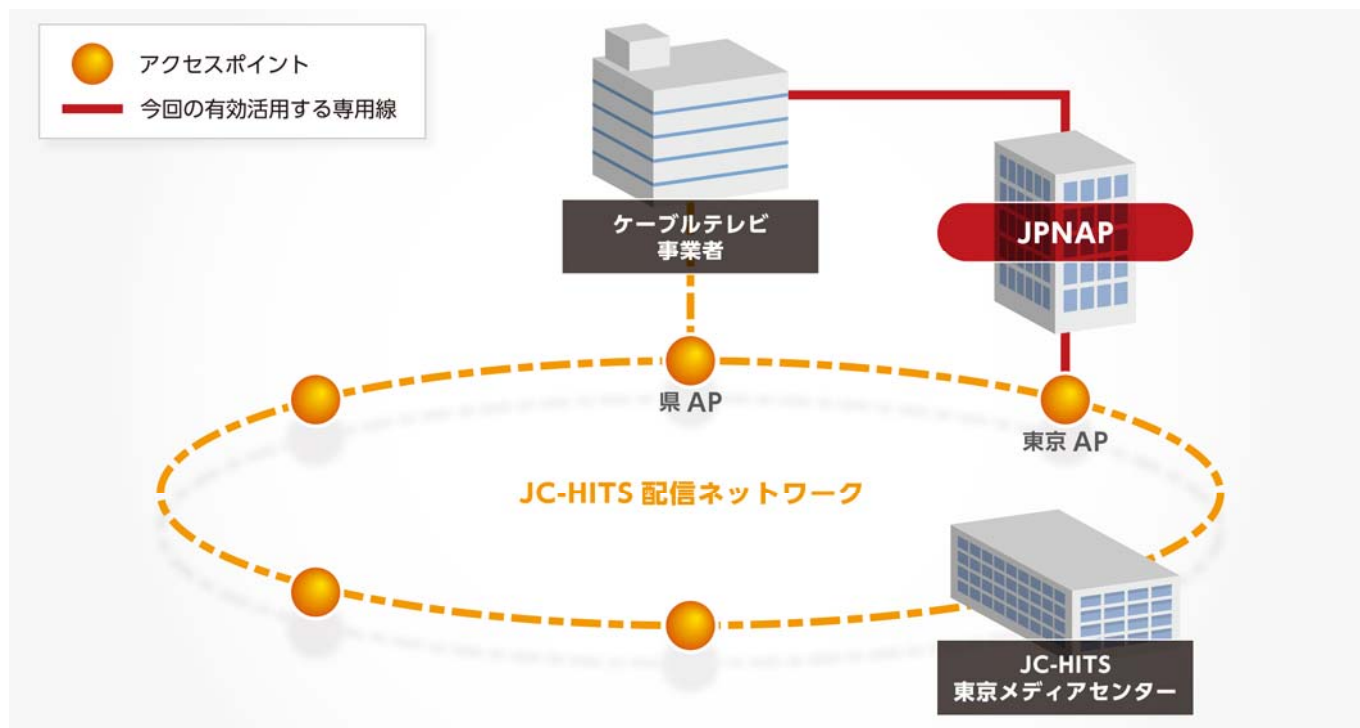 アクセスポイント
今回の有効活用する専用線
ケーブルテレビ
事業者
JPNAP
県 AP
東京 AP
JC-HITS 配信ネットワーク
JC-HITS
東京メディアセンター